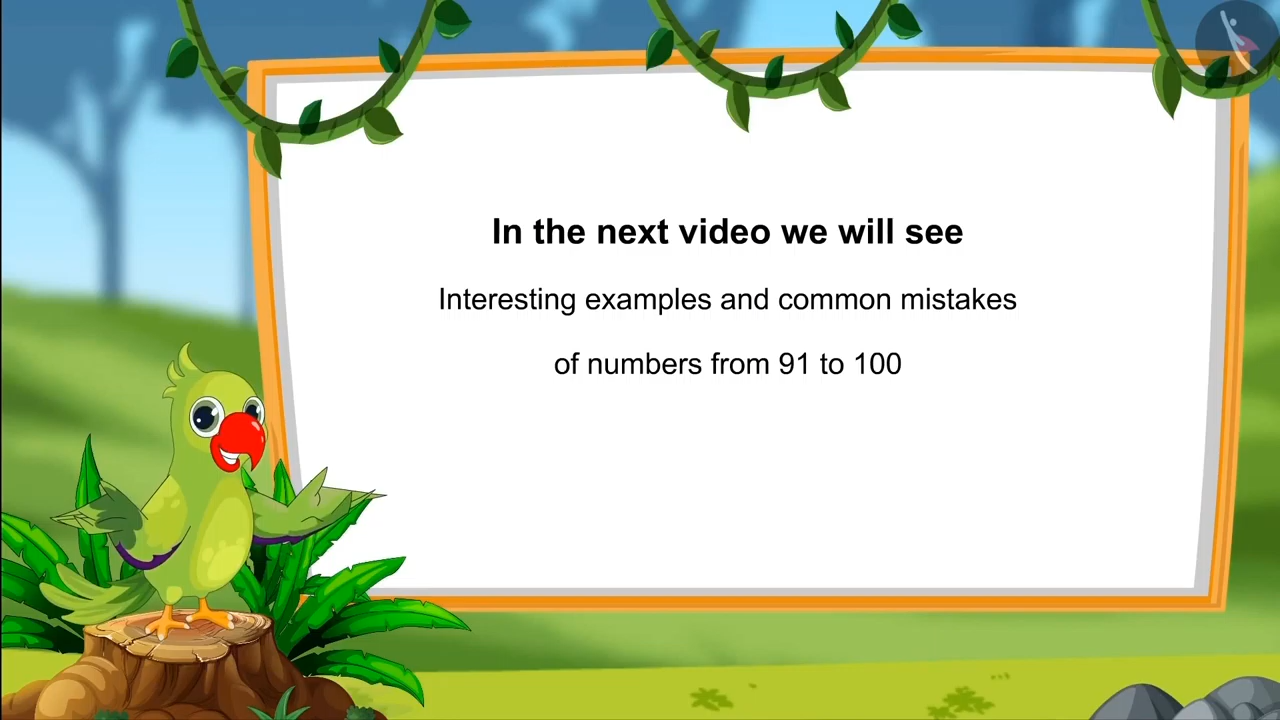 In the next video we will see
Interesting examples and common mistakes
of numbers from 91 to 100